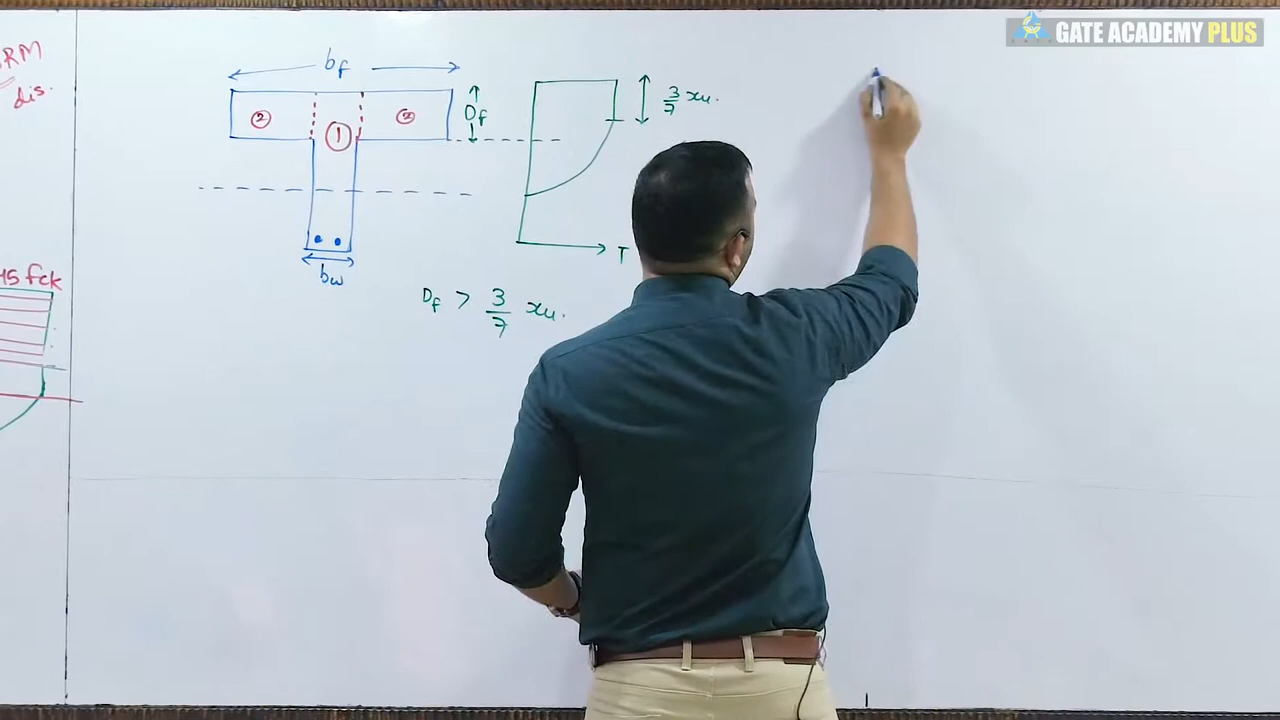 GATE ACADEMY PLUS
RM
dis.
bf
② ① ②
Df
3/7 xu.
bw
T
Df > 3/7 xu.
45 fck